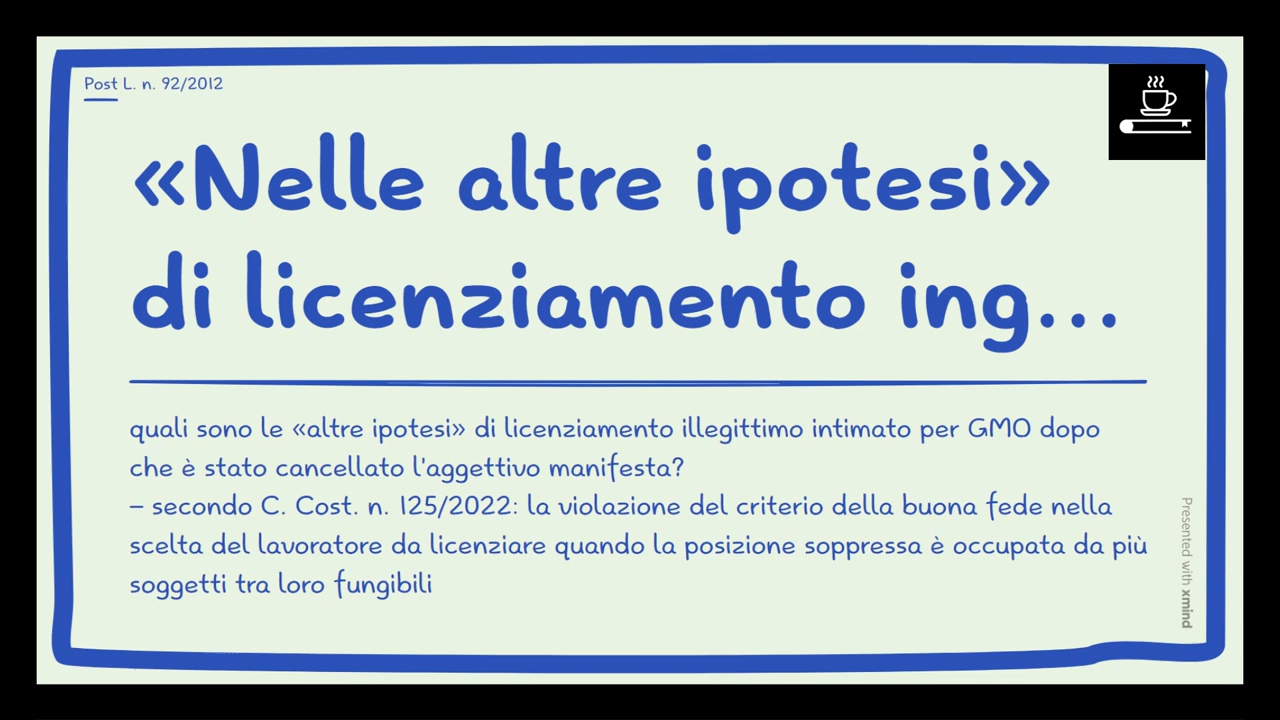 Post L. n. 92/2012
«Nelle altre ipotesi»
di licenziamento ing...
quali sono le «altre ipotesi» di licenziamento illegittimo intimato per GMO dopo
che è stato cancellato l'aggettivo manifesta?
– secondo C. Cost. n. 125/2022: la violazione del criterio della buona fede nella
scelta del lavoratore da licenziare quando la posizione soppressa è occupata da più
soggetti tra loro fungibili
Presented with xmind